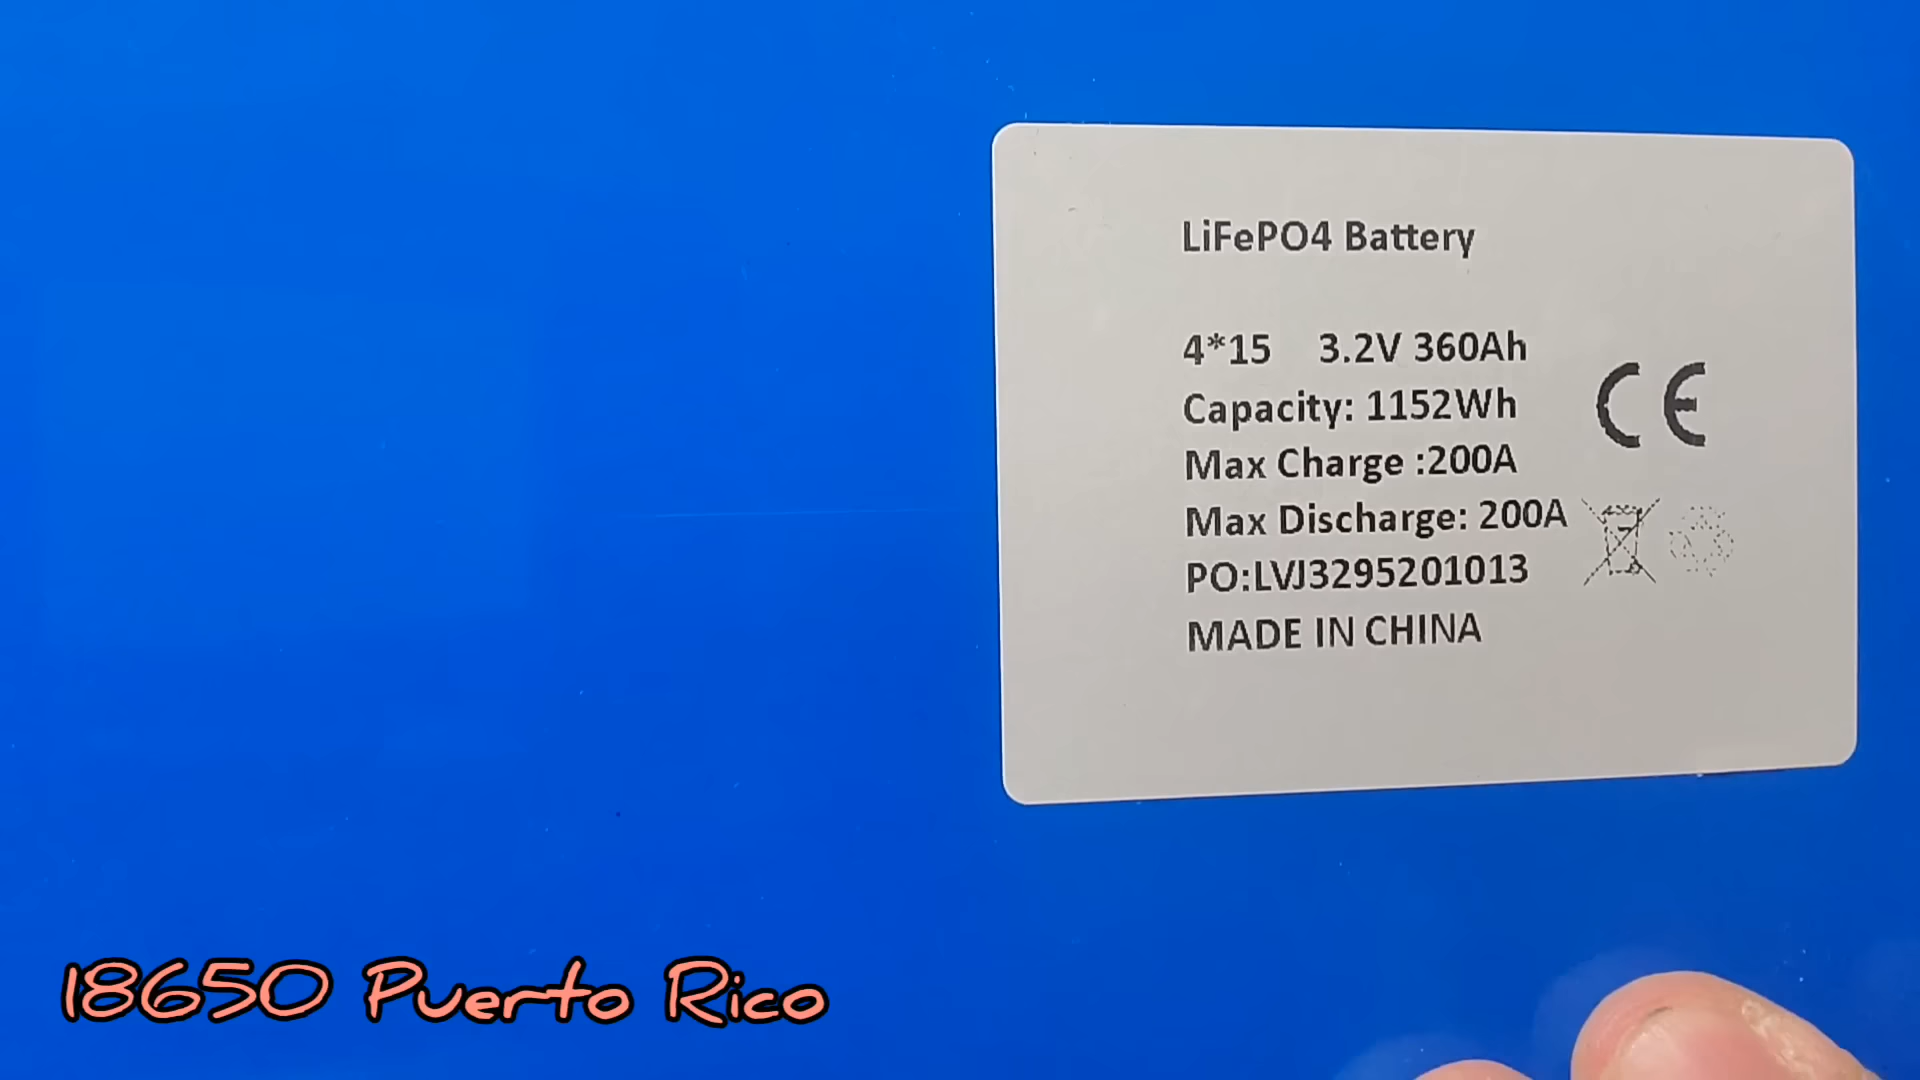 LiFePO4 Battery
4*15 3.2V 360Ah
Capacity: 1152Wh
Max Charge :200A
Max Discharge: 200A
PO:LVJ3295201013
MADE IN CHINA
CE
18650 Puerto Rico